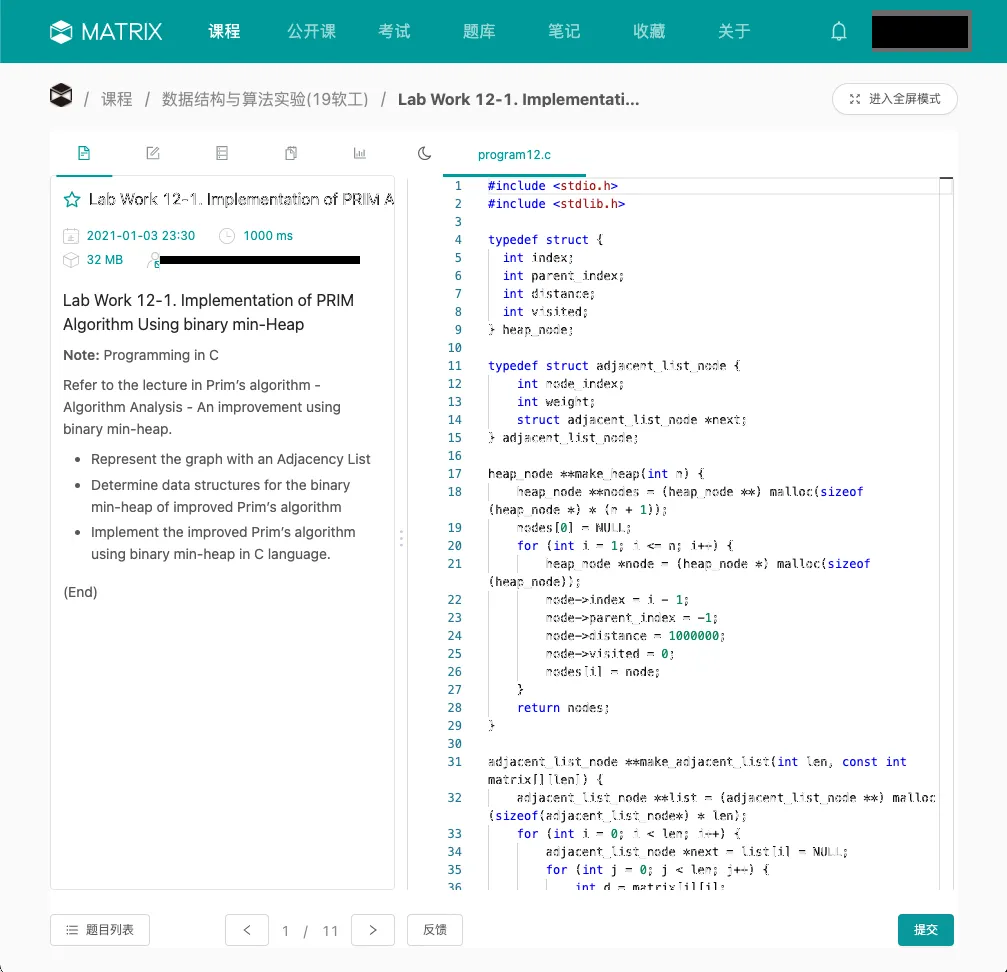 MATRIX 课程 公开课 考试 题库 笔记 收藏 关于
/ 课程 / 数据结构与算法实验(19软工) / Lab Work 12-1. Implementati...
进入全屏模式
Lab Work 12-1. Implementation of PRIM A
2021-01-03 23:30 1000 ms
32 MB
Lab Work 12-1. Implementation of PRIM
Algorithm Using binary min-Heap
Note: Programming in C
Refer to the lecture in Prim’s algorithm -
Algorithm Analysis - An improvement using
binary min-heap.
• Represent the graph with an Adjacency List
• Determine data structures for the binary
min-heap of improved Prim’s algorithm
• Implement the improved Prim’s algorithm
using binary min-heap in C language.
(End)
program12.c
1 #include <stdio.h>
2 #include <stdlib.h>
3
4 typedef struct {
5 int index;
6 int parent_index;
7 int distance;
8 int visited;
9 } heap_node;
10
11 typedef struct adjacent_list_node {
12 int node_index;
13 int weight;
14 struct adjacent_list_node *next;
15 } adjacent_list_node;
16
17 heap_node **make_heap(int n) {
18 heap_node **nodes = (heap_node **) malloc(sizeof
(heap_node *) * (n + 1));
19 nodes[0] = NULL;
20 for (int i = 1; i <= n; i++) {
21 heap_node *node = (heap_node *) malloc(sizeof
(heap_node));
22 node->index = i - 1;
23 node->parent_index = -1;
24 node->distance = 1000000;
25 node->visited = 0;
26 nodes[i] = node;
27 }
28 return nodes;
29 }
30
31 adjacent_list_node **make_adjacent_list(int len, const int
matrix[][len]) {
32 adjacent_list_node **list = (adjacent_list_node **) malloc
(sizeof(adjacent_list_node*) * len);
33 for (int i = 0; i < len; i++) {
34 adjacent_list_node *next = list[i] = NULL;
35 for (int j = 0; j < len; j++) {
36 int d = matrix[i][j];
题目列表
< 1 / 11 >
反馈
提交